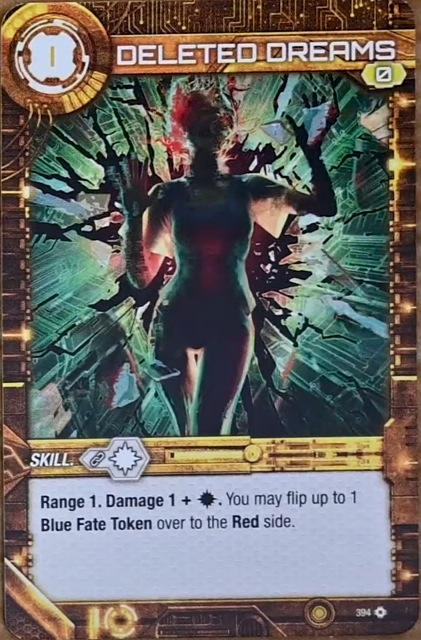 I
DELETED DREAMS
0
SKILL.
Range 1. Damage 1 + . You may flip up to 1
Blue Fate Token over to the Red side.
394